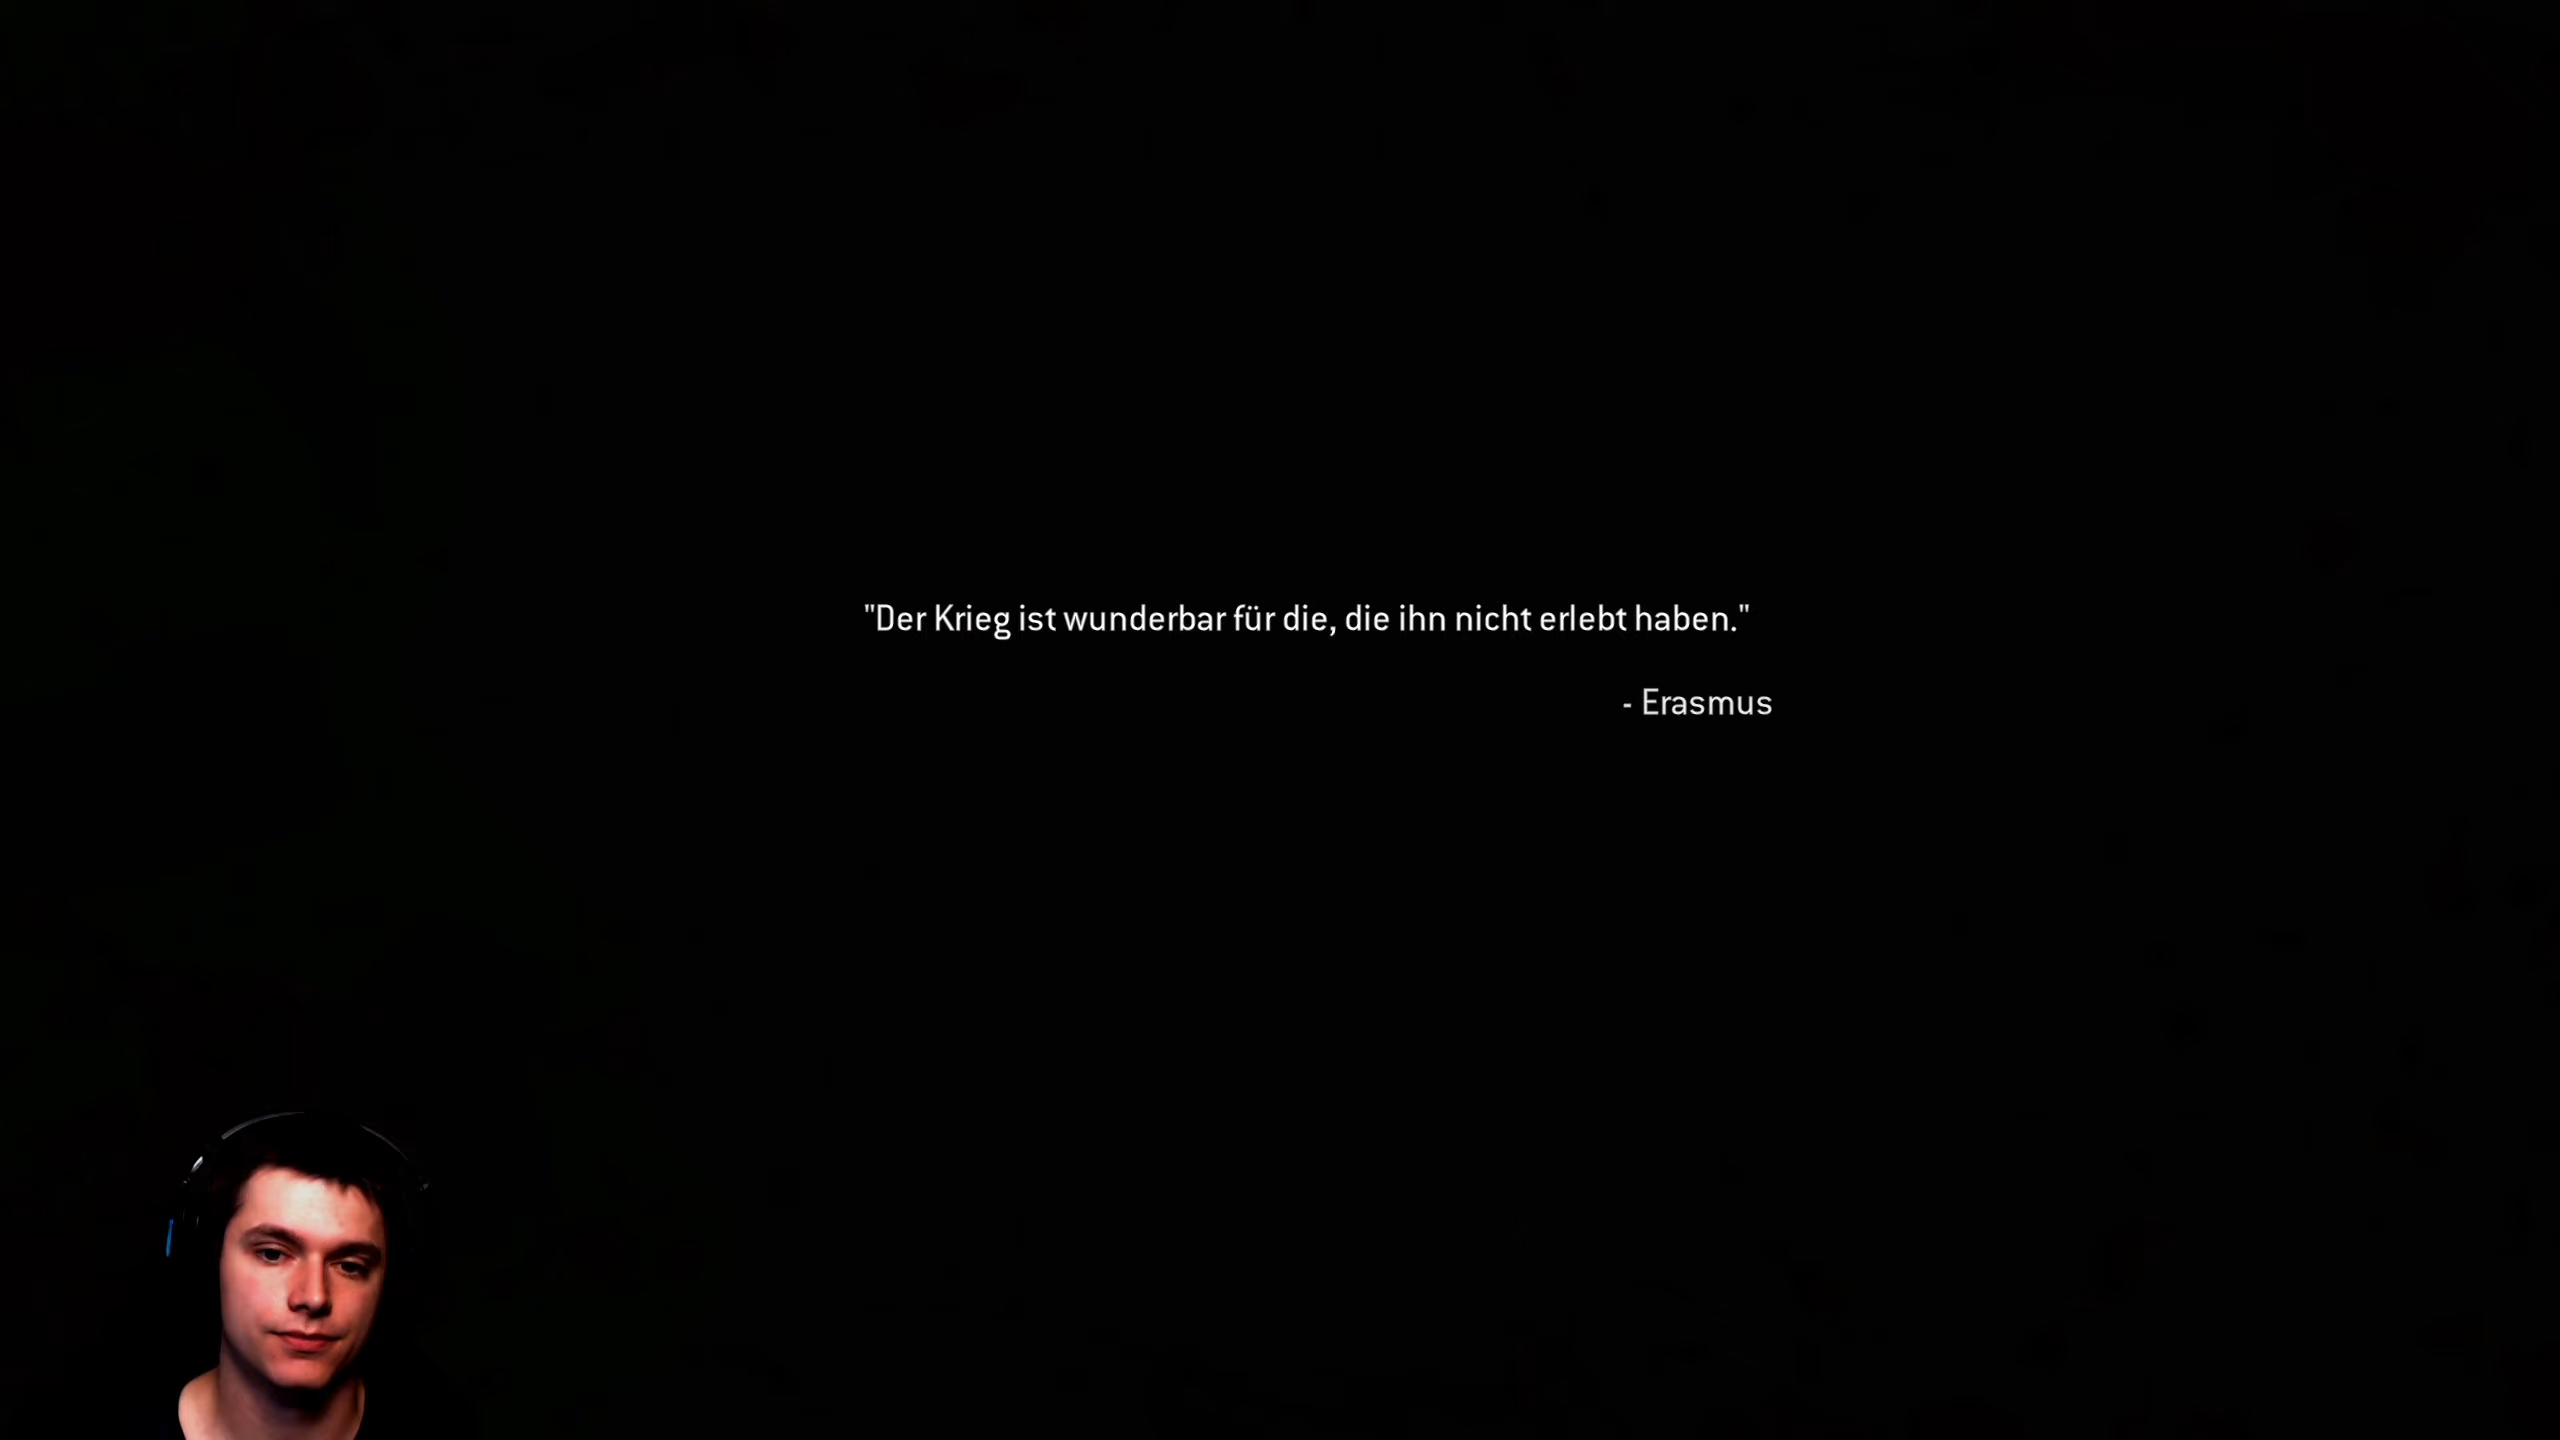 "Der Krieg ist wunderbar für die, die ihn nicht erlebt haben."
- Erasmus